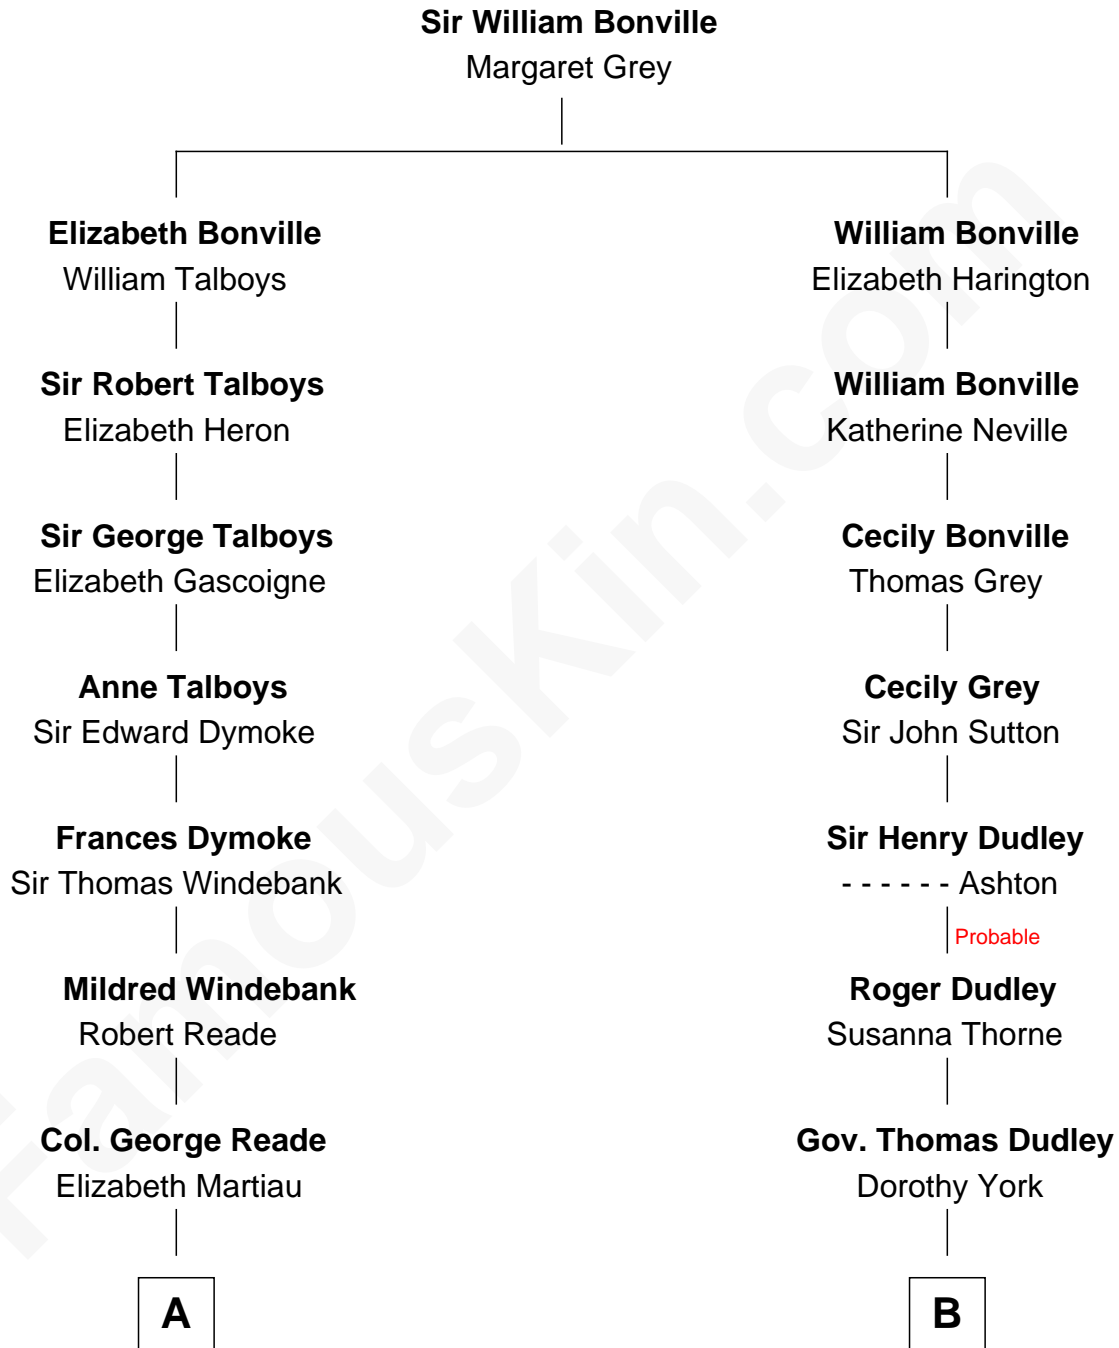 Sir William Bonville
Margaret Grey
Elizabeth Bonville
William Talboys
William Bonville
Elizabeth Harington
Sir Robert Talboys
Elizabeth Heron
William Bonville
Katherine Neville
Sir George Talboys
Elizabeth Gascoigne
Cecily Bonville
Thomas Grey
Anne Talboys
Sir Edward Dymoke
Cecily Grey
Sir John Sutton
Frances Dymoke
Sir Thomas Windebank
Sir Henry Dudley
- - - - - - Ashton
Probable
Mildred Windebank
Robert Reade
Roger Dudley
Susanna Thorne
Col. George Reade
Elizabeth Martiau
Gov. Thomas Dudley
Dorothy York
A
B
FamousKin.com